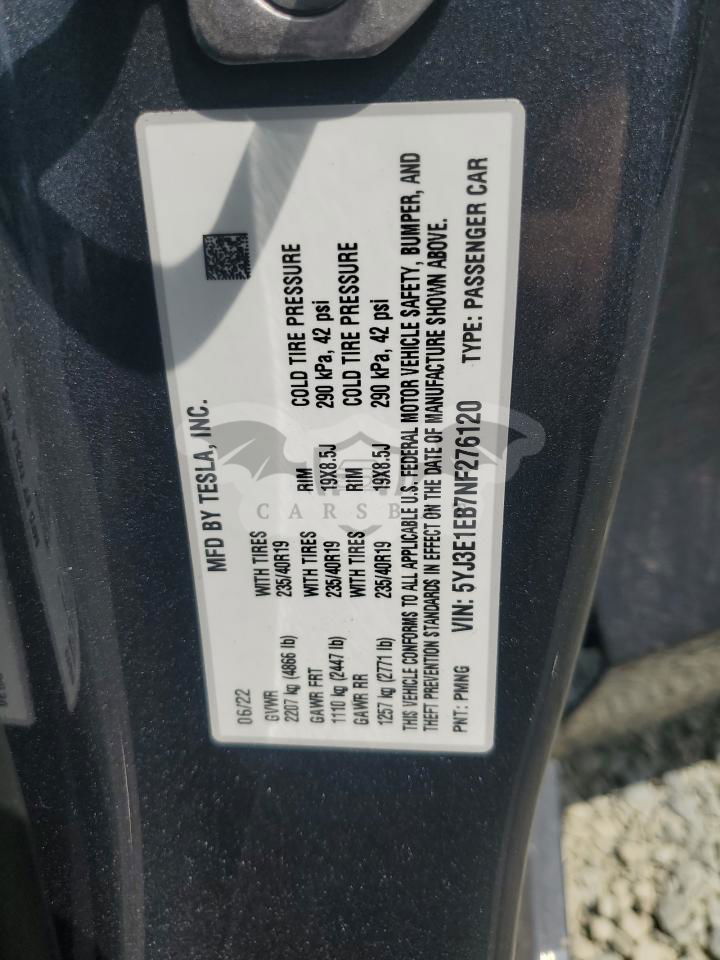 MFD BY TESLA, INC.
06/22
GVWR WITH TIRES RIM COLD TIRE PRESSURE
2207 kg (4866 lb) 235/40R19 19X8.5J 290 kPa, 42 psi
GAWR FRT WITH TIRES RIM COLD TIRE PRESSURE
1110 kg (2447 lb) 235/40R19 19X8.5J 290 kPa, 42 psi
GAWR RR WITH TIRES
1257 kg (2771 lb) 235/40R19
THIS VEHICLE CONFORMS TO ALL APPLICABLE U.S. FEDERAL MOTOR VEHICLE SAFETY, BUMPER, AND
THEFT PREVENTION STANDARDS IN EFFECT ON THE DATE OF MANUFACTURE SHOWN ABOVE.
PNT: PMNG VIN: 5YJ3E1EB7NF276120 TYPE: PASSENGER CAR
CARSB